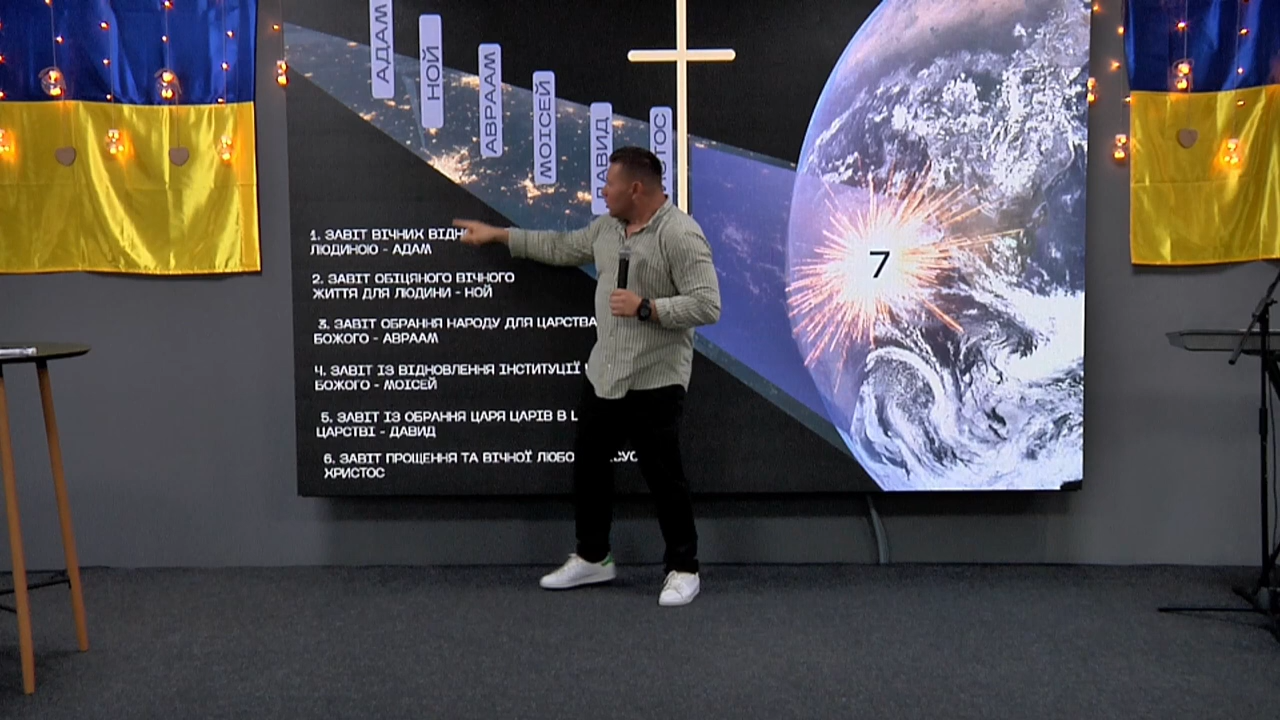 АДАМ
НОЙ
АВРААМ
МОІСЕЙ
ДАВИД
7
1. ЗАВІТ ВІЧНИХ
ЛЮДИНОЮ - АДАМ
2. ЗАВІТ ОБІЦЯНОГО ВІЧНОГО
ЖИТТЯ ДЛЯ ЛЮДИНИ - НОЙ
3. ЗАВІТ ОБРАННЯ НАРОДУ ДЛЯ ЦАРСТВА
БОЖОГО - АВРААМ
4. ЗАВІТ ІЗ ВІДНОВЛЕННЯ ІНСТИТУЦІЇ
БОЖОГО - МОІСЕЙ
5. ЗАВІТ ІЗ ОБРАННЯ ЦАРЯ ЦАРІВ В
ЦАРСТВІ - ДАВИД
6. ЗАВІТ ПРОЩЕННЯ ТА ВІЧНОЇ
ХРИСТОС